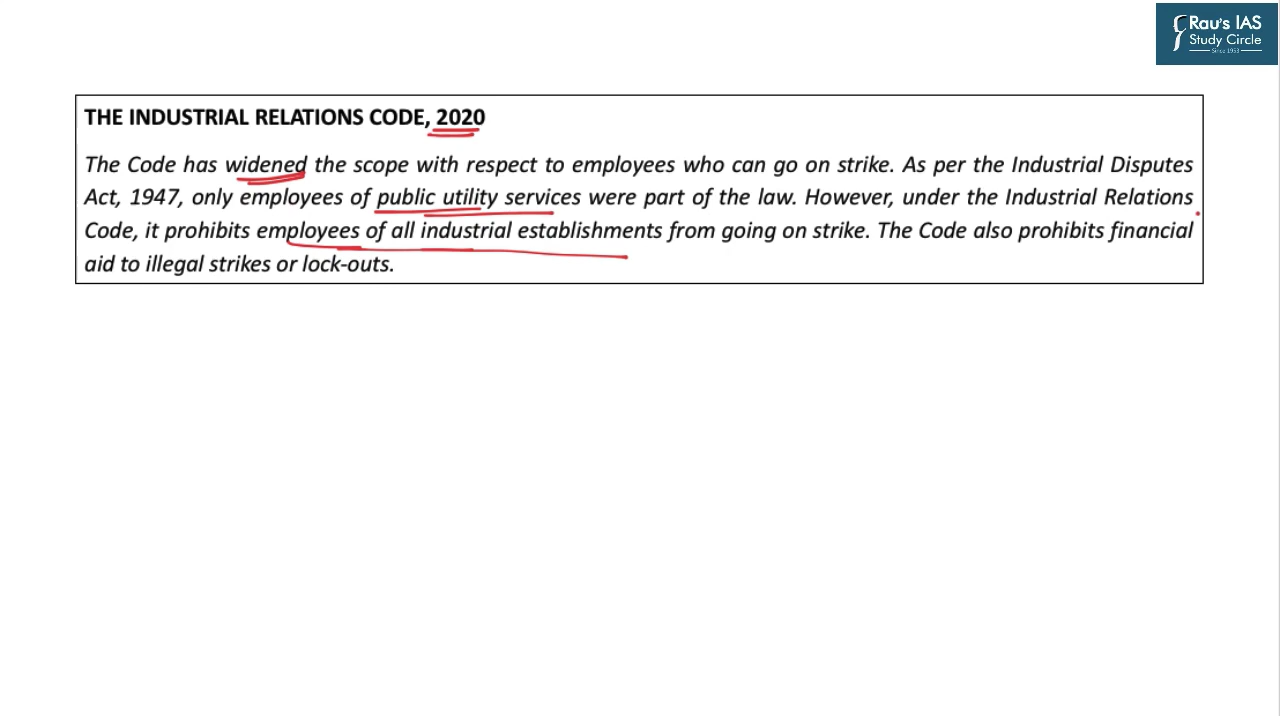 Rau's IAS
Study Circle
Since 1953
THE INDUSTRIAL RELATIONS CODE, 2020
The Code has widened the scope with respect to employees who can go on strike. As per the Industrial Disputes
Act, 1947, only employees of public utility services were part of the law. However, under the Industrial Relations
Code, it prohibits employees of all industrial establishments from going on strike. The Code also prohibits financial
aid to illegal strikes or lock-outs.